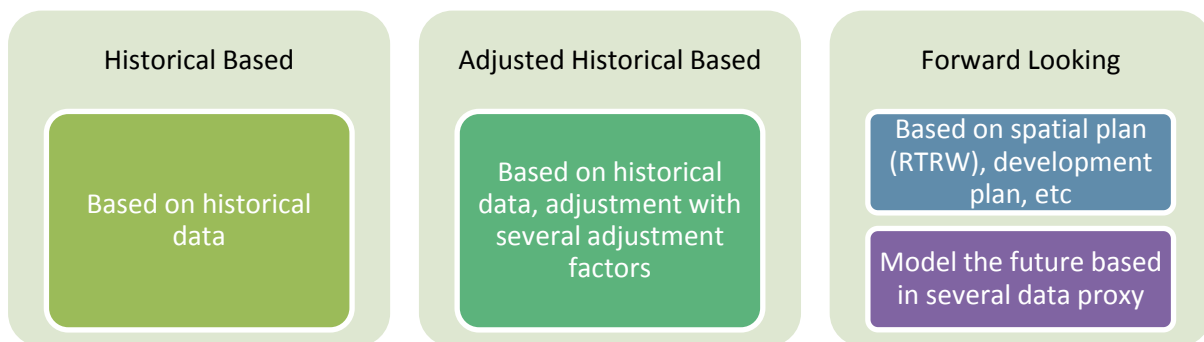 Historical Based
Based on historical
data
Adjusted Historical Based
Based on historical
data, adjustment with
several adjustment
factors
Forward Looking
Based on spatial plan
(RTRW), development
plan, etc
Model the future based
in several data proxy